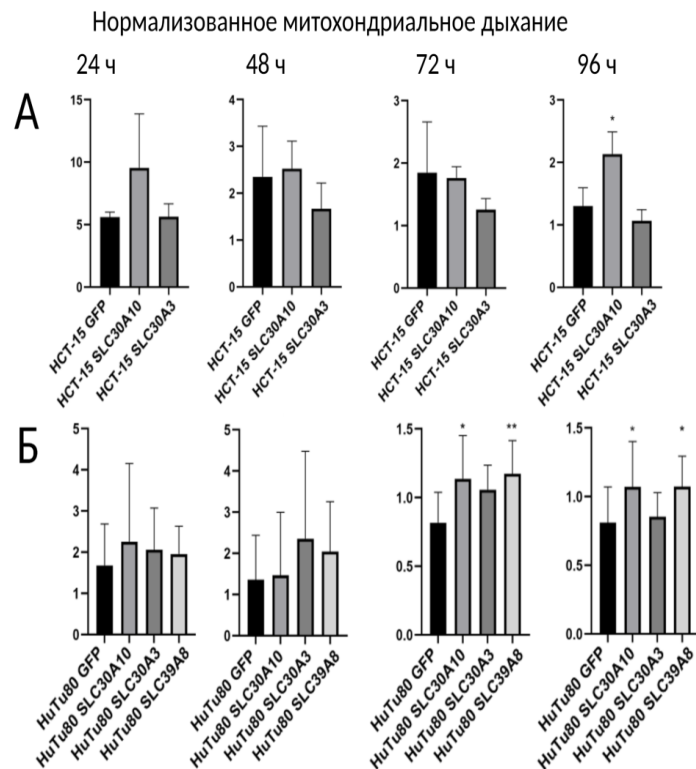 Нормализованное митохондриальное дыхание
24 ч 48 ч 72 ч 96 ч
А
15
10
5
0
HCT-15 GFP
HCT-15 SLC30A10
HCT-15 SLC30A3
4
3
2
1
0
HCT-15 GFP
HCT-15 SLC30A10
HCT-15 SLC30A3
3
2
1
0
HCT-15 GFP
HCT-15 SLC30A10
HCT-15 SLC30A3
3
2
1
0
*
HCT-15 GFP
HCT-15 SLC30A10
HCT-15 SLC30A3
Б
5
4
3
2
1
0
HuTu80 GFP
HuTu80 SLC30A10
HuTu80 SLC30A3
HuTu80 SLC39A8
5
4
3
2
1
0
HuTu80 GFP
HuTu80 SLC30A10
HuTu80 SLC30A3
HuTu80 SLC39A8
1.5
1.0
0.5
0.0
* **
HuTu80 GFP
HuTu80 SLC30A10
HuTu80 SLC30A3
HuTu80 SLC39A8
1.5
1.0
0.5
0.0
* *
HuTu80 GFP
HuTu80 SLC30A10
HuTu80 SLC30A3
HuTu80 SLC39A8